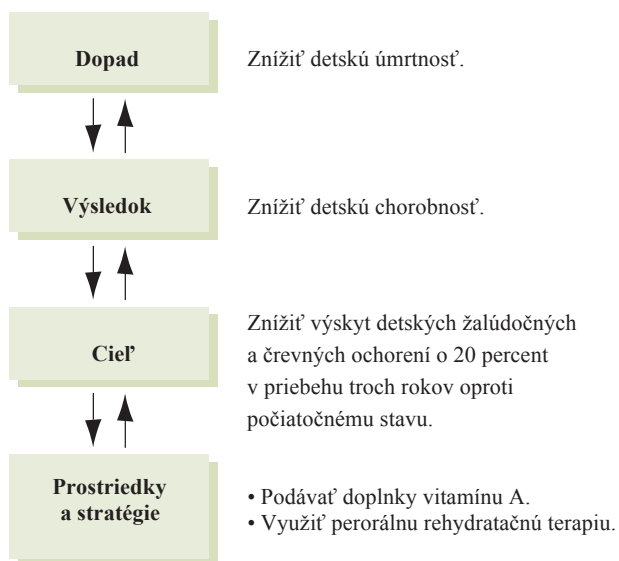 Dopad
Znížiť detskú úmrtnosť.
Výsledok
Znížiť detskú chorobnosť.
Cieľ
Znížiť výskyt detských žalúdočných
a črevných ochorení o 20 percent
v priebehu troch rokov oproti
počiatočnému stavu.
Prostriedky
a stratégie
• Podávať doplnky vitamínu A.
• Využiť perorálnu rehydratačnú terapiu.